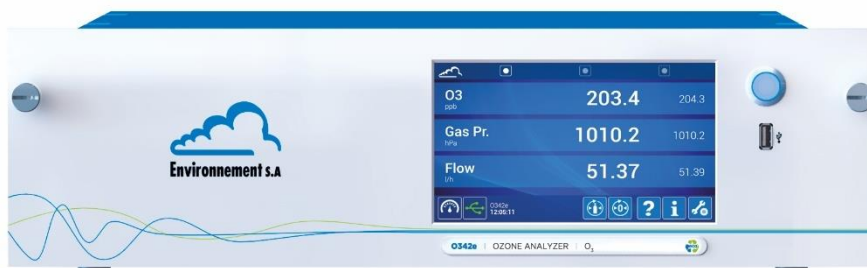 Environnement s.A
O3 203.4 204.3
ppb
Gas Pr. 1010.2 1010.2
hPa
Flow 51.37 51.39
l/h
O342e
12:05:11
? i
O342e | OZONE ANALYZER | O3